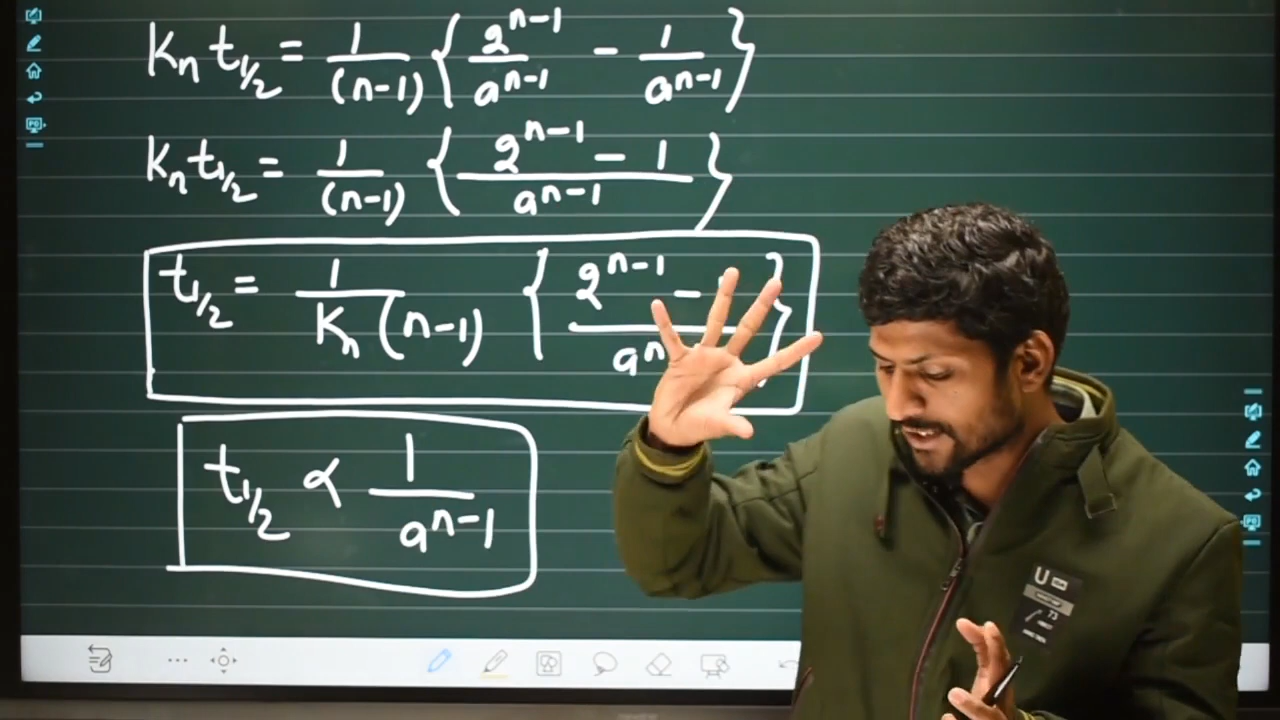 Kn t1/2 = 1/(n-1) { 2^(n-1)/a^(n-1) - 1/a^(n-1) }
Kn t1/2 = 1/(n-1) { (2^(n-1) - 1)/a^(n-1) }
t1/2 = 1/(Kn (n-1)) { (2^(n-1) - )/a^n }
t1/2 ∝ 1/a^(n-1)
U
73